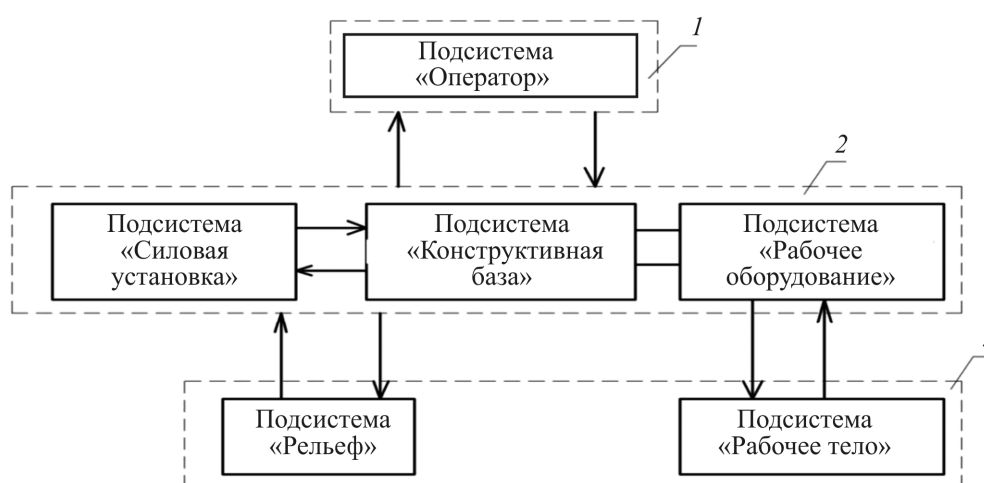 1
Подсистема
«Оператор»
2
Подсистема
«Силовая
установка»
Подсистема
«Конструктивная
база»
Подсистема
«Рабочее
оборудование»
Подсистема
«Рельеф»
Подсистема
«Рабочее тело»